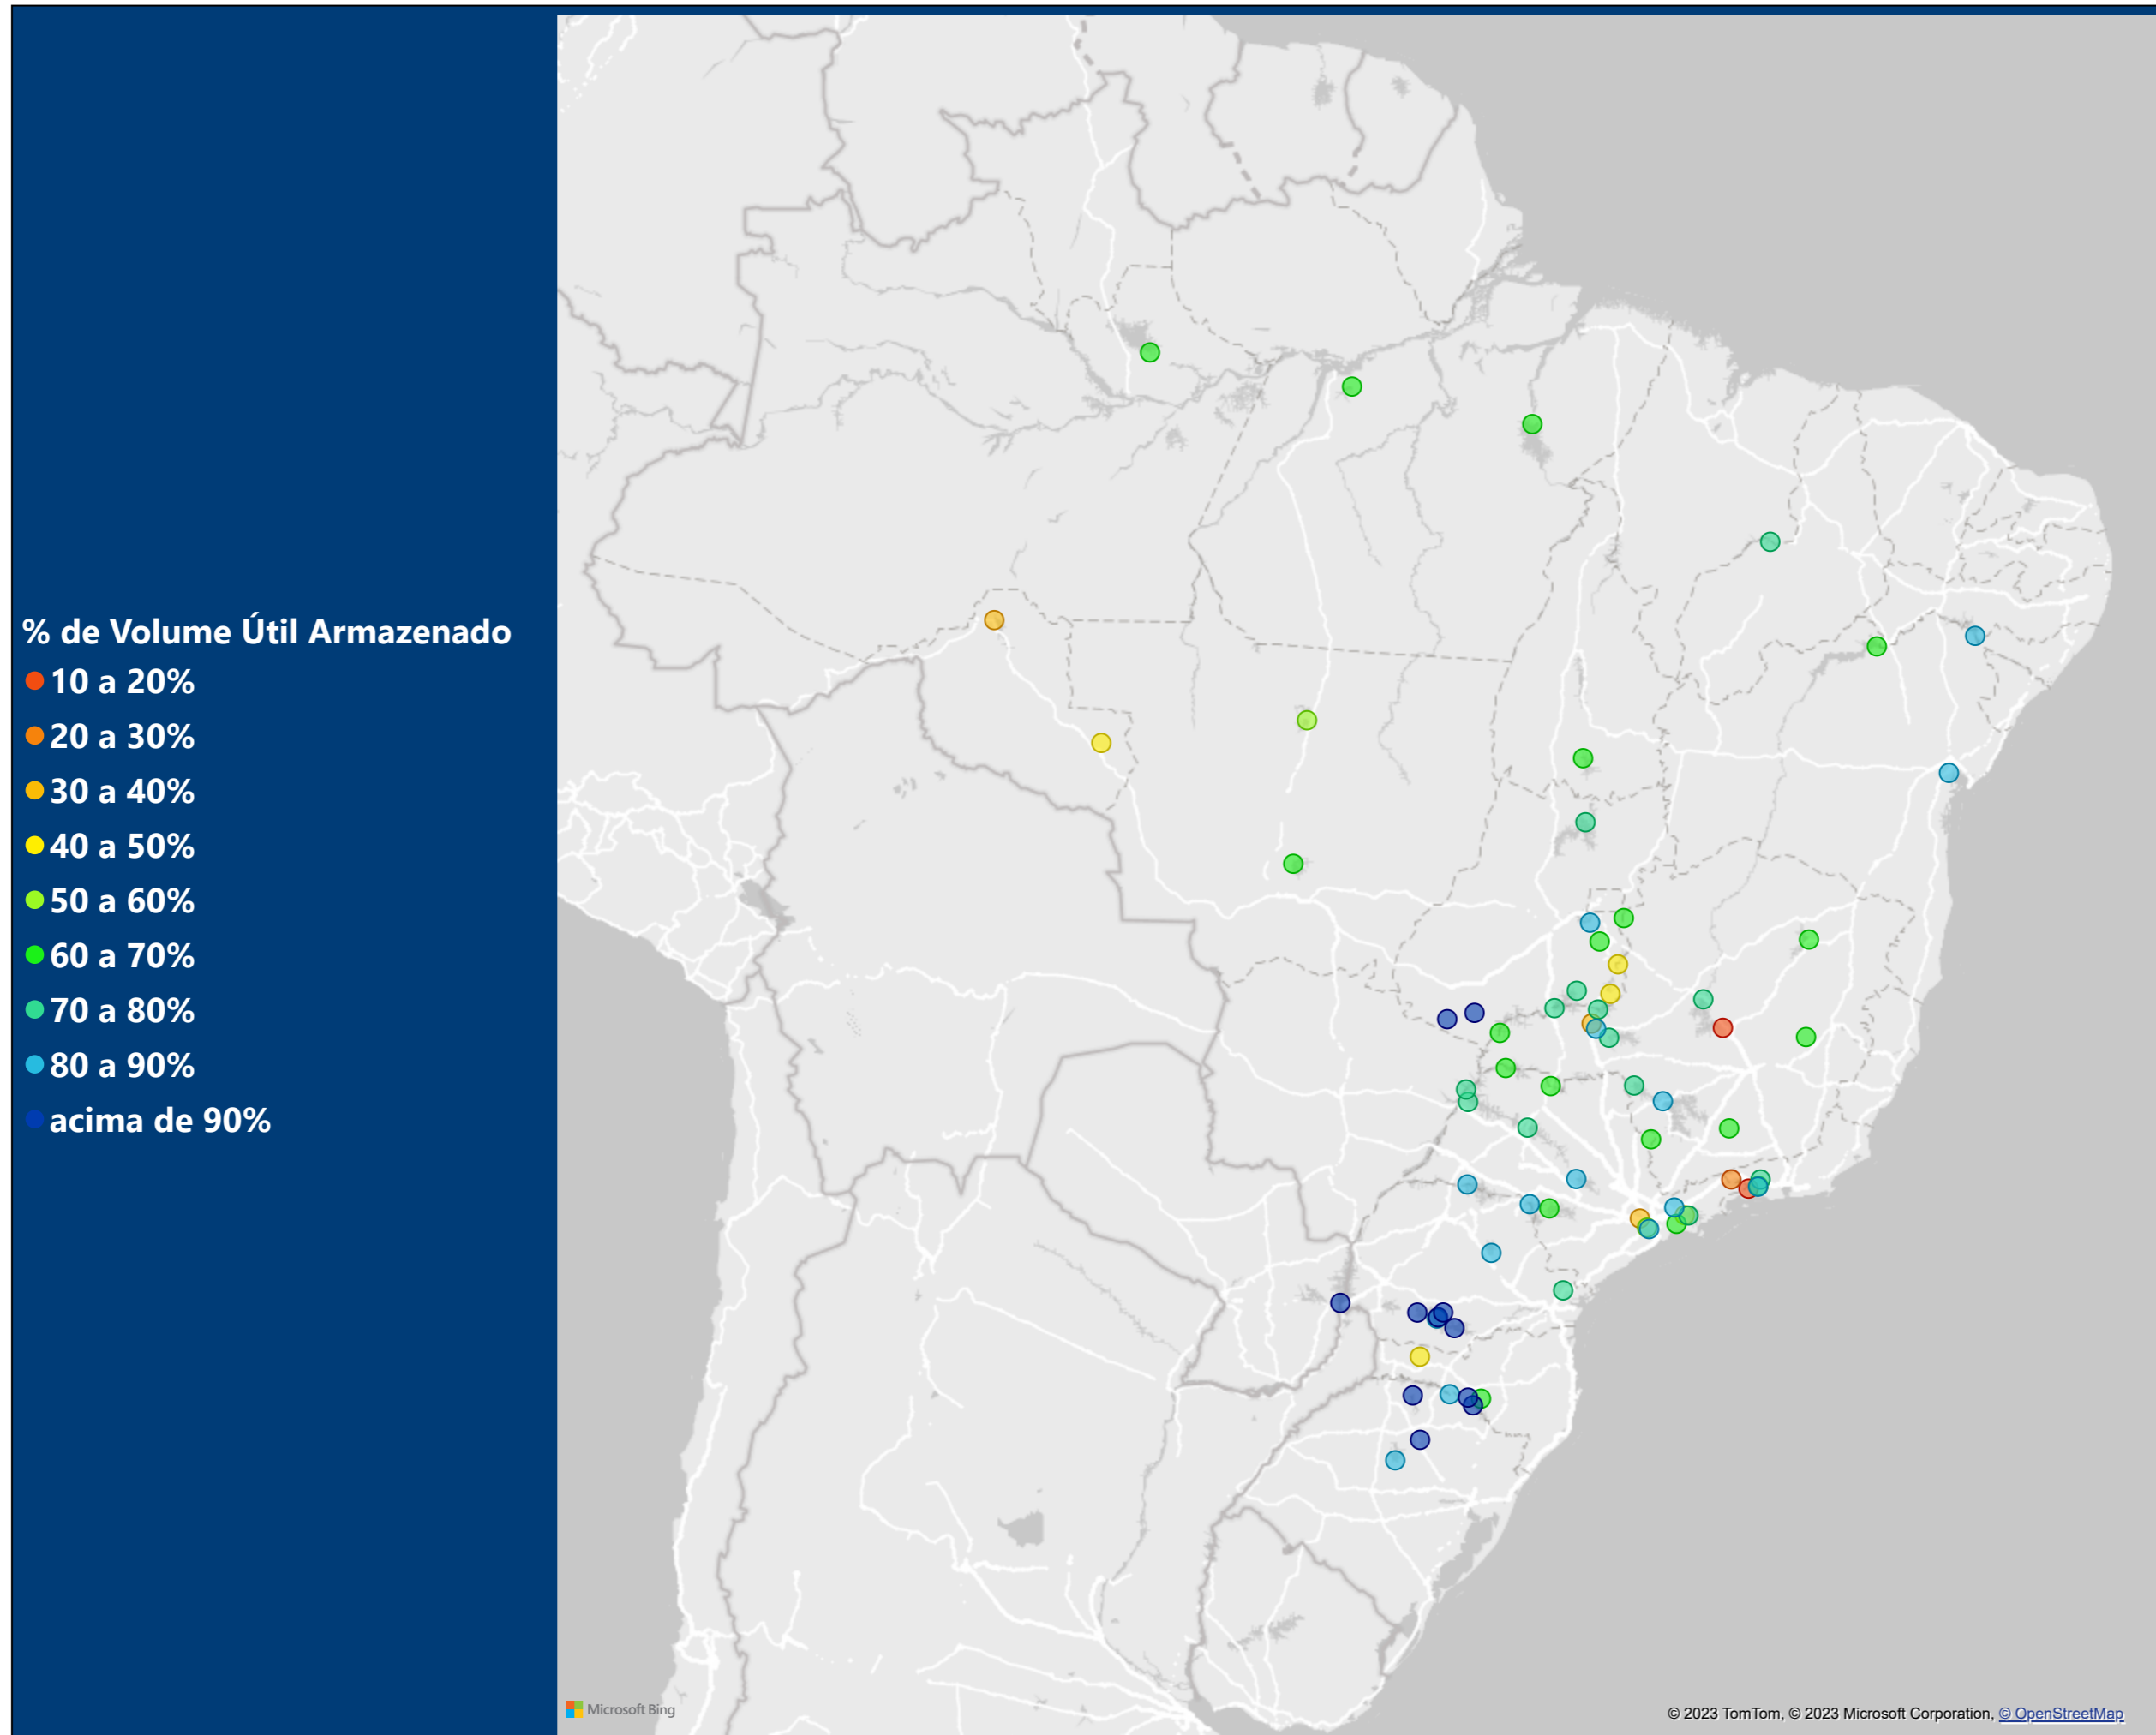 % de Volume Útil Armazenado
10 a 20%
20 a 30%
30 a 40%
40 a 50%
50 a 60%
60 a 70%
70 a 80%
80 a 90%
acima de 90%
Microsoft Bing
© 2023 TomTom, © 2023 Microsoft Corporation, © OpenStreetMap